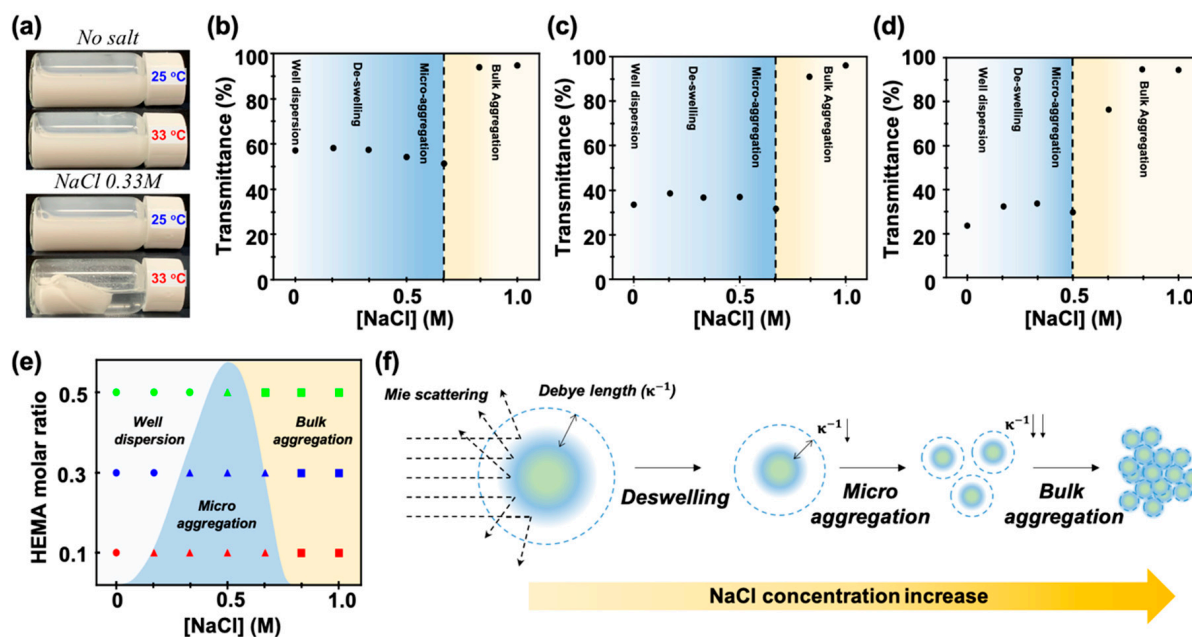 (a)
No salt
25 °C
33 °C
NaCl 0.33M
25 °C
33 °C
(b)
Transmittance (%)
100
80
60
40
20
0
Well dispersion
De-swelling
Micro-aggregation
Bulk Aggregation
0
0.5
1.0
[NaCl] (M)
(c)
Transmittance (%)
100
80
60
40
20
0
Well dispersion
De-swelling
Micro-aggregation
Bulk Aggregation
0
0.5
1.0
[NaCl] (M)
(d)
Transmittance (%)
100
80
60
40
20
0
Well dispersion
De-swelling
Micro-aggregation
Bulk Aggregation
0
0.5
1.0
[NaCl] (M)
(e)
HEMA molar ratio
0.5
0.3
0.1
Well
dispersion
Micro
aggregation
Bulk
aggregation
0
0.5
1.0
[NaCl] (M)
(f)
Mie scattering
Debye length (κ⁻¹)
Deswelling
κ⁻¹ ↓
Micro
aggregation
κ⁻¹ ↓↓
Bulk
aggregation
NaCl concentration increase